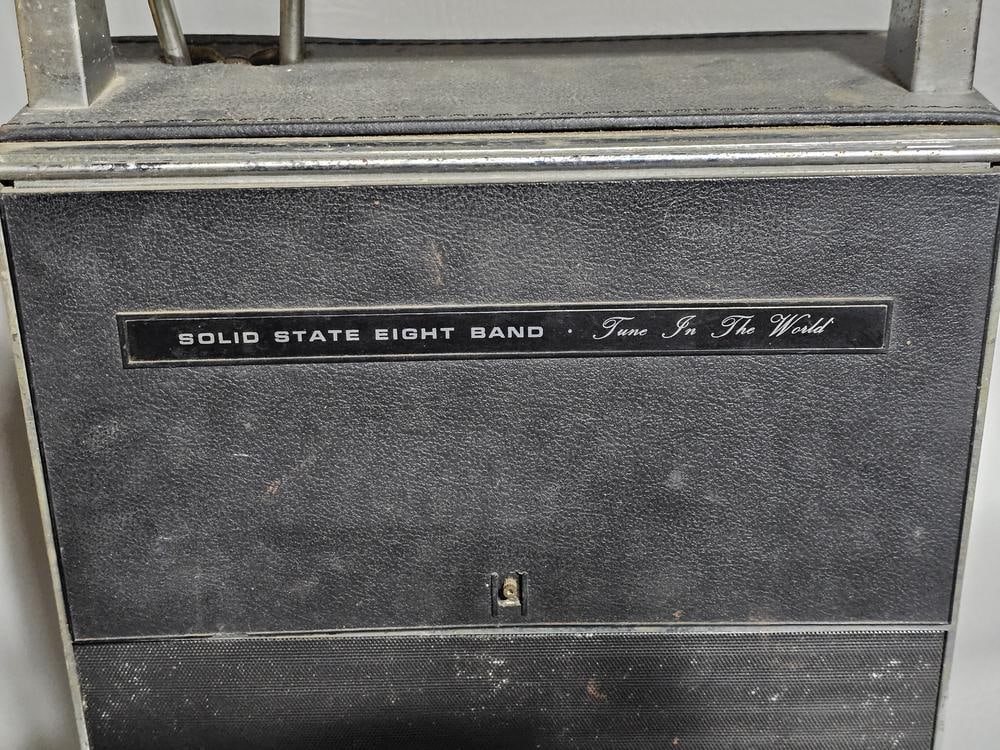 SOLID STATE EIGHT BAND · Tune In The World